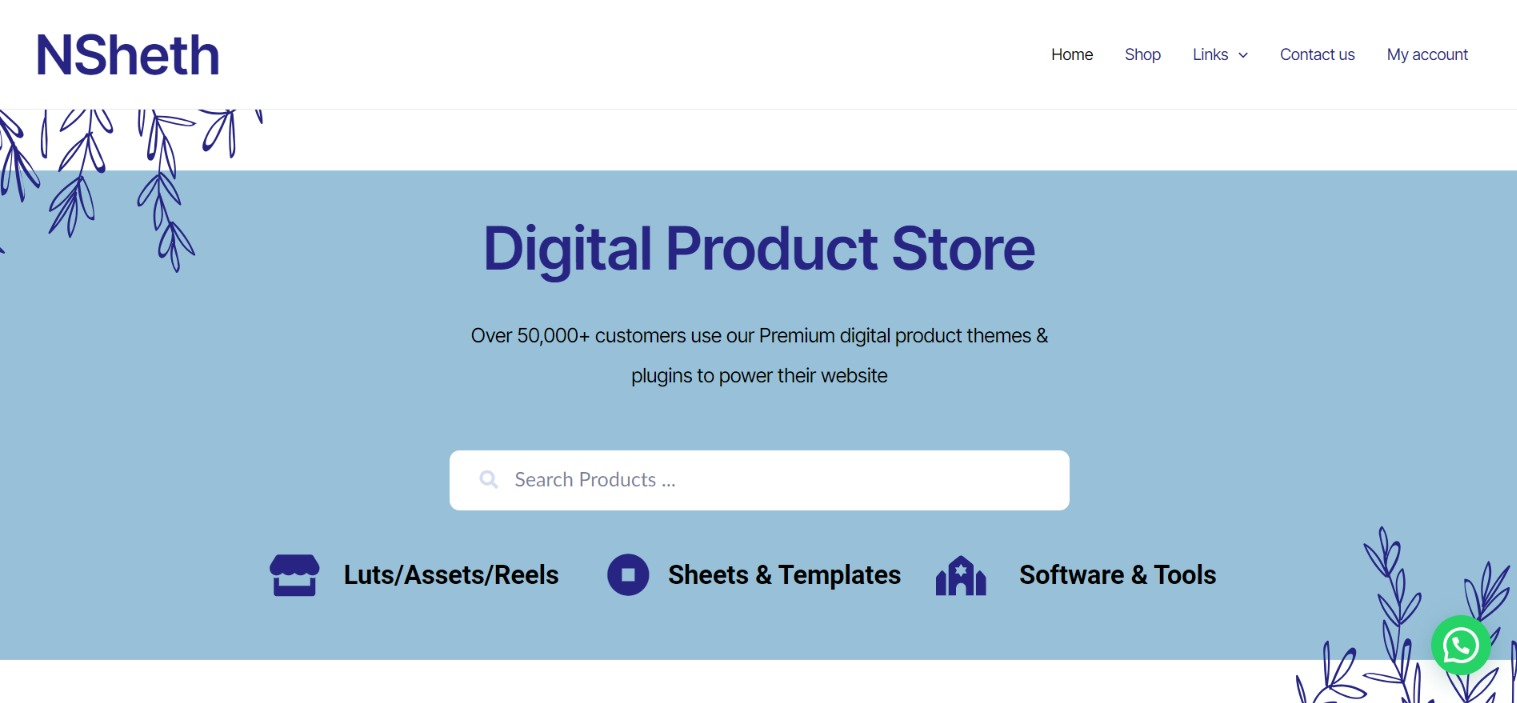 NSheth
Home Shop Links Contact us My account
Digital Product Store
Over 50,000+ customers use our Premium digital product themes &
plugins to power their website
Search Products ...
Luts/Assets/Reels Sheets & Templates Software & Tools